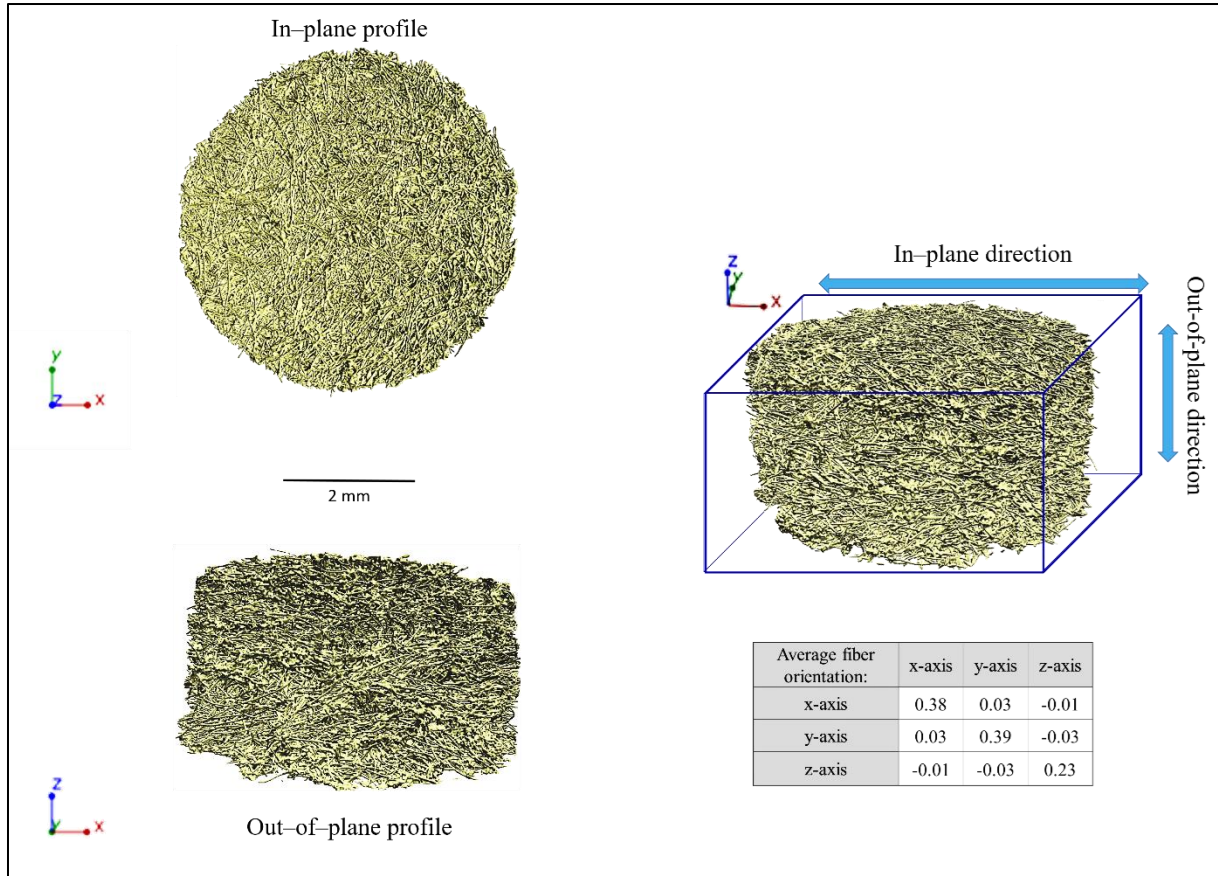 In–plane profile
y
z x
2 mm
z
y x
Out–of–plane profile
In–plane direction
z
y
x
Out-of-plane direction
Average fiber orientation: x-axis y-axis z-axis
x-axis 0.38 0.03 -0.01
y-axis 0.03 0.39 -0.03
z-axis -0.01 -0.03 0.23